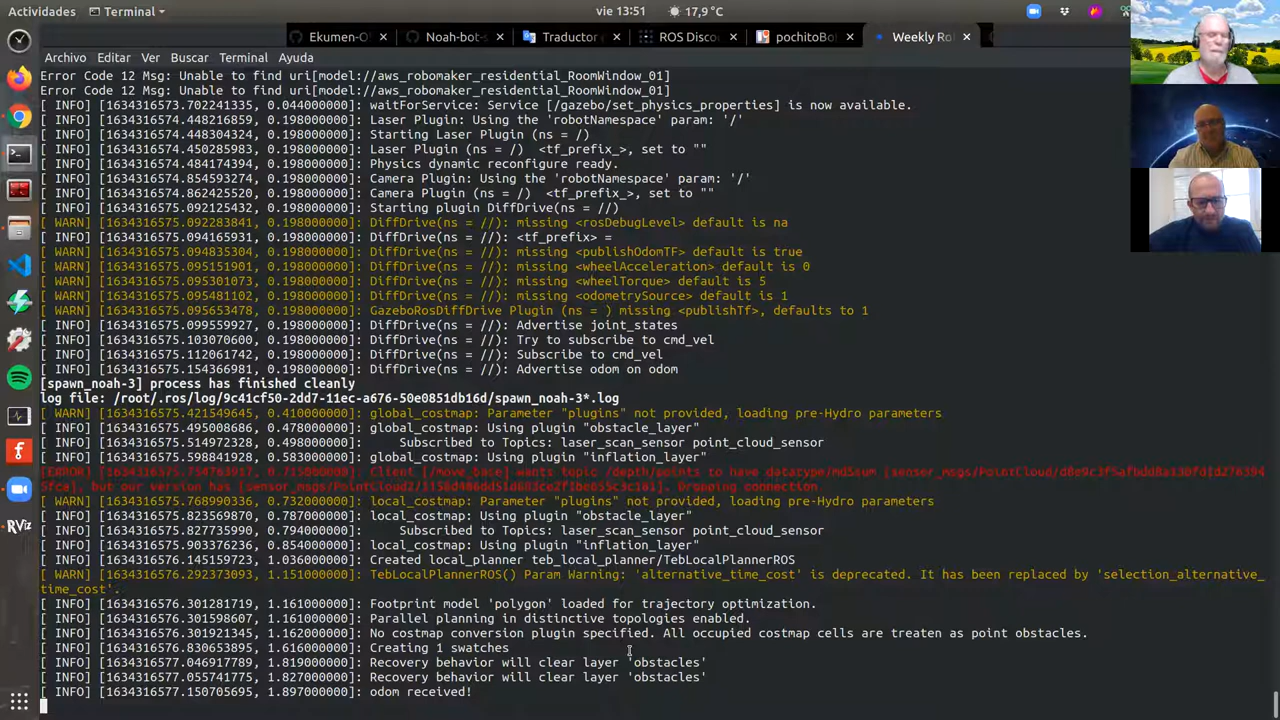 Actividades Terminal vie 13:51 17,9 °C
Ekumen-O Noah-bot-s Traductor ROS Disco pochitoBot Weekly Ro
Archivo Editar Ver Buscar Terminal Ayuda
Error Code 12 Msg: Unable to find uri[model://aws_robomaker_residential_RoomWindow_01]
Error Code 12 Msg: Unable to find uri[model://aws_robomaker_residential_RoomWindow_01]
[ INFO] [1634316573.702241335, 0.044000000]: waitForService: Service [/gazebo/set_physics_properties] is now available.
[ INFO] [1634316574.448216859, 0.198000000]: Laser Plugin: Using the 'robotNamespace' param: '/'
[ INFO] [1634316574.448304324, 0.198000000]: Starting Laser Plugin (ns = /)
[ INFO] [1634316574.450285983, 0.198000000]: Laser Plugin (ns = /) <tf_prefix_>, set to ""
[ INFO] [1634316574.484174394, 0.198000000]: Physics dynamic reconfigure ready.
[ INFO] [1634316574.854593274, 0.198000000]: Camera Plugin: Using the 'robotNamespace' param: '/'
[ INFO] [1634316574.862425520, 0.198000000]: Camera Plugin (ns = /) <tf_prefix_>, set to ""
[ INFO] [1634316575.092122431, 0.198000000]: Starting plugin DiffDrive(ns = //)
[ WARN] [1634316575.092283841, 0.198000000]: DiffDrive(ns = //): missing <rosDebugLevel> default is na
[ INFO] [1634316575.094165931, 0.198000000]: DiffDrive(ns = //): <tf_prefix> =
[ WARN] [1634316575.094835304, 0.198000000]: DiffDrive(ns = //): missing <publishOdomTF> default is true
[ WARN] [1634316575.095151901, 0.198000000]: DiffDrive(ns = //): missing <wheelAcceleration> default is 0
[ WARN] [1634316575.095301073, 0.198000000]: DiffDrive(ns = //): missing <wheelTorque> default is 5
[ WARN] [1634316575.095481102, 0.198000000]: DiffDrive(ns = //): missing <odometrySource> default is 1
[ WARN] [1634316575.095653478, 0.198000000]: GazeboRosDiffDrive Plugin (ns = ) missing <publishTf>, defaults to 1
[ INFO] [1634316575.099559927, 0.198000000]: DiffDrive(ns = //): Advertise joint_states
[ INFO] [1634316575.103070600, 0.198000000]: DiffDrive(ns = //): Try to subscribe to cmd_vel
[ INFO] [1634316575.112061742, 0.198000000]: DiffDrive(ns = //): Subscribe to cmd_vel
[ INFO] [1634316575.154366981, 0.198000000]: DiffDrive(ns = //): Advertise odom on odom
[spawn_noah-3] process has finished cleanly
log file: /root/.ros/log/9c41cf50-2dd7-11ec-a676-50e0851db16d/spawn_noah-3*.log
[ WARN] [1634316575.421549645, 0.410000000]: global_costmap: Parameter "plugins" not provided, loading pre-Hydro parameters
[ INFO] [1634316575.495008686, 0.478000000]: global_costmap: Using plugin "obstacle_layer"
[ INFO] [1634316575.514972328, 0.498000000]: Subscribed to Topics: laser_scan_sensor point_cloud_sensor
[ INFO] [1634316575.598841928, 0.583000000]: global_costmap: Using plugin "inflation_layer"
[ERROR] Client [/move_base] wants topic /depth/points to have datatype/md5sum
but our version has Dropping connection
[ WARN] [1634316575.768990336, 0.732000000]: local_costmap: Parameter "plugins" not provided, loading pre-Hydro parameters
[ INFO] [1634316575.823569870, 0.787000000]: local_costmap: Using plugin "obstacle_layer"
[ INFO] [1634316575.827735990, 0.794000000]: Subscribed to Topics: laser_scan_sensor point_cloud_sensor
[ INFO] [1634316575.903376236, 0.854000000]: local_costmap: Using plugin "inflation_layer"
[ INFO] [1634316576.145159723, 1.036000000]: Created local_planner teb_local_planner/TebLocalPlannerROS
[ WARN] [1634316576.292373093, 1.151000000]: TebLocalPlannerROS() Param Warning: 'alternative_time_cost' is deprecated. It has been replaced by 'selection_alternative_
time_cost'.
[ INFO] [1634316576.301281719, 1.161000000]: Footprint model 'polygon' loaded for trajectory optimization.
[ INFO] [1634316576.301598607, 1.161000000]: Parallel planning in distinctive topologies enabled.
[ INFO] [1634316576.301921345, 1.162000000]: No costmap conversion plugin specified. All occupied costmap cells are treaten as point obstacles.
[ INFO] [1634316576.830653895, 1.616000000]: Creating 1 swatches
[ INFO] [1634316577.046917789, 1.819000000]: Recovery behavior will clear layer 'obstacles'
[ INFO] [1634316577.055741775, 1.827000000]: Recovery behavior will clear layer 'obstacles'
[ INFO] [1634316577.150705695, 1.897000000]: odom received!
RViz